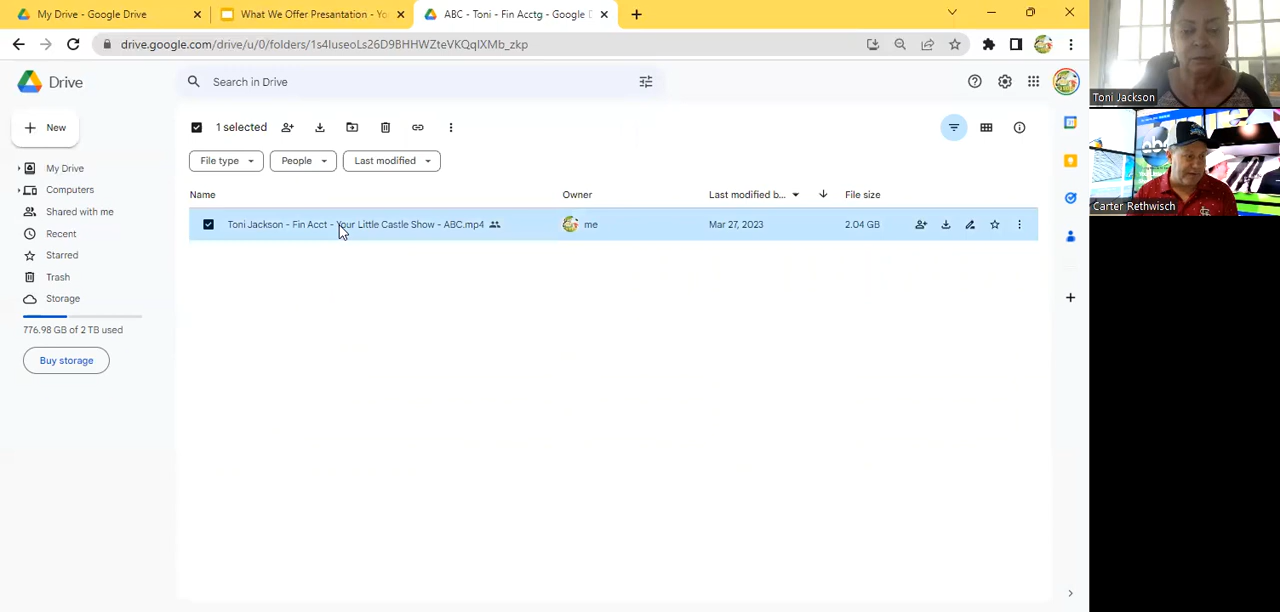 My Drive - Google Drive
What We Offer Presantation - Yo
ABC - Toni - Fin Acctg - Google D
drive.google.com/drive/u/0/folders/1s4IuseoLs26D9BHHWZteVKQqIXMb_zkp
Drive
Search in Drive
New
1 selected
File type
People
Last modified
My Drive
Computers
Shared with me
Recent
Starred
Trash
Storage
776.98 GB of 2 TB used
Buy storage
Name
Owner
Last modified b...
File size
Toni Jackson - Fin Acct - Your Little Castle Show - ABC.mp4
me
Mar 27, 2023
2.04 GB
Toni Jackson
abc
Carter Rethwisch